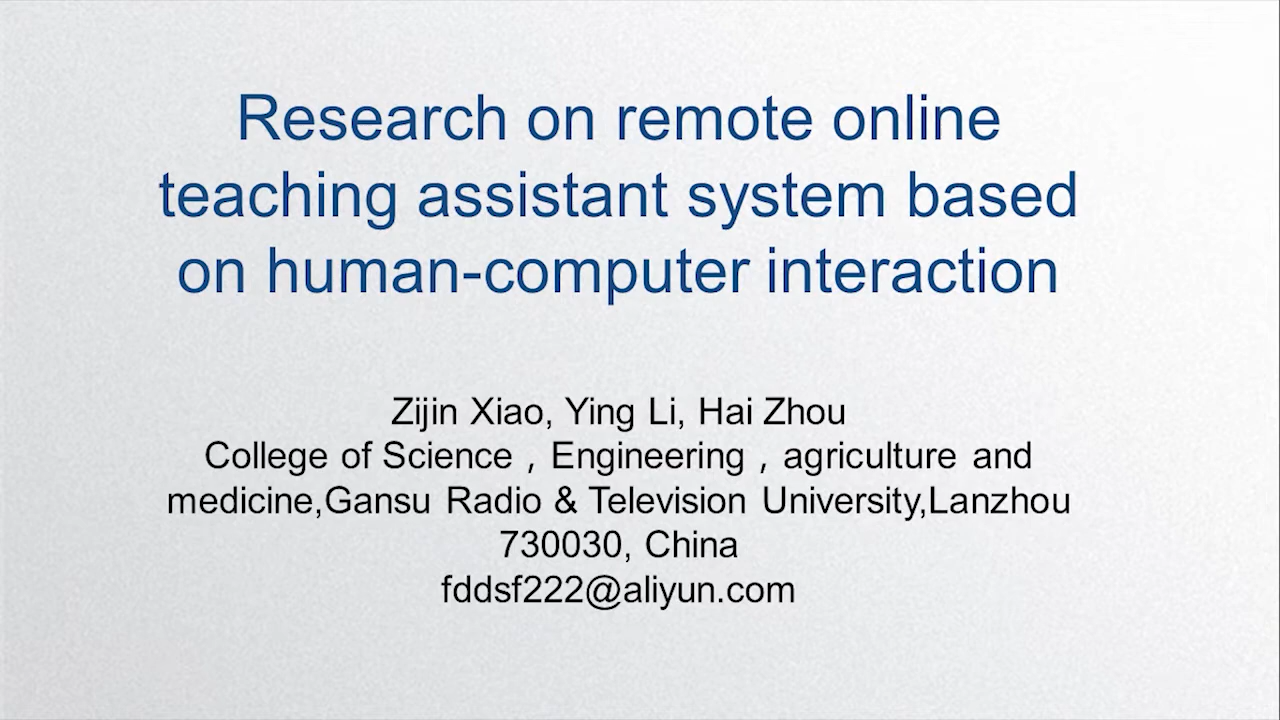 Research on remote online
teaching assistant system based
on human-computer interaction
Zijin Xiao, Ying Li, Hai Zhou
College of Science，Engineering，agriculture and
medicine,Gansu Radio & Television University,Lanzhou
730030, China
fddsf222@aliyun.com